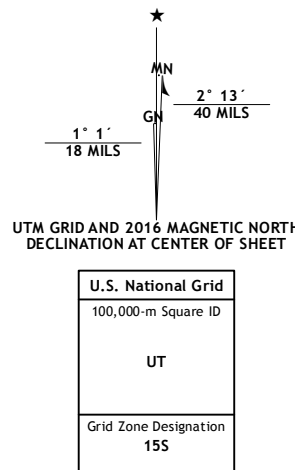 ★
MN
GN
2° 13´
40 MILS
1° 1´
18 MILS
UTM GRID AND 2016 MAGNETIC NORTH
DECLINATION AT CENTER OF SHEET
U.S. National Grid
100,000-m Square ID
UT
Grid Zone Designation
15S